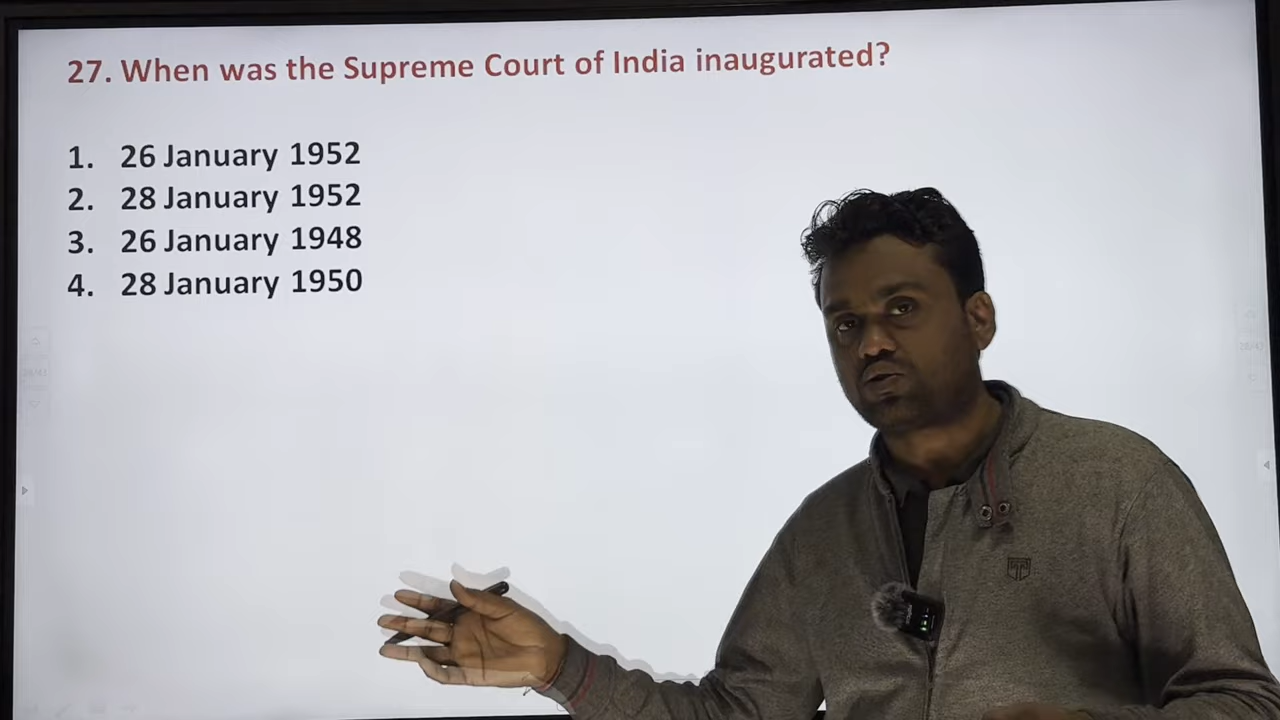 27. When was the Supreme Court of India inaugurated?
1. 26 January 1952
2. 28 January 1952
3. 26 January 1948
4. 28 January 1950